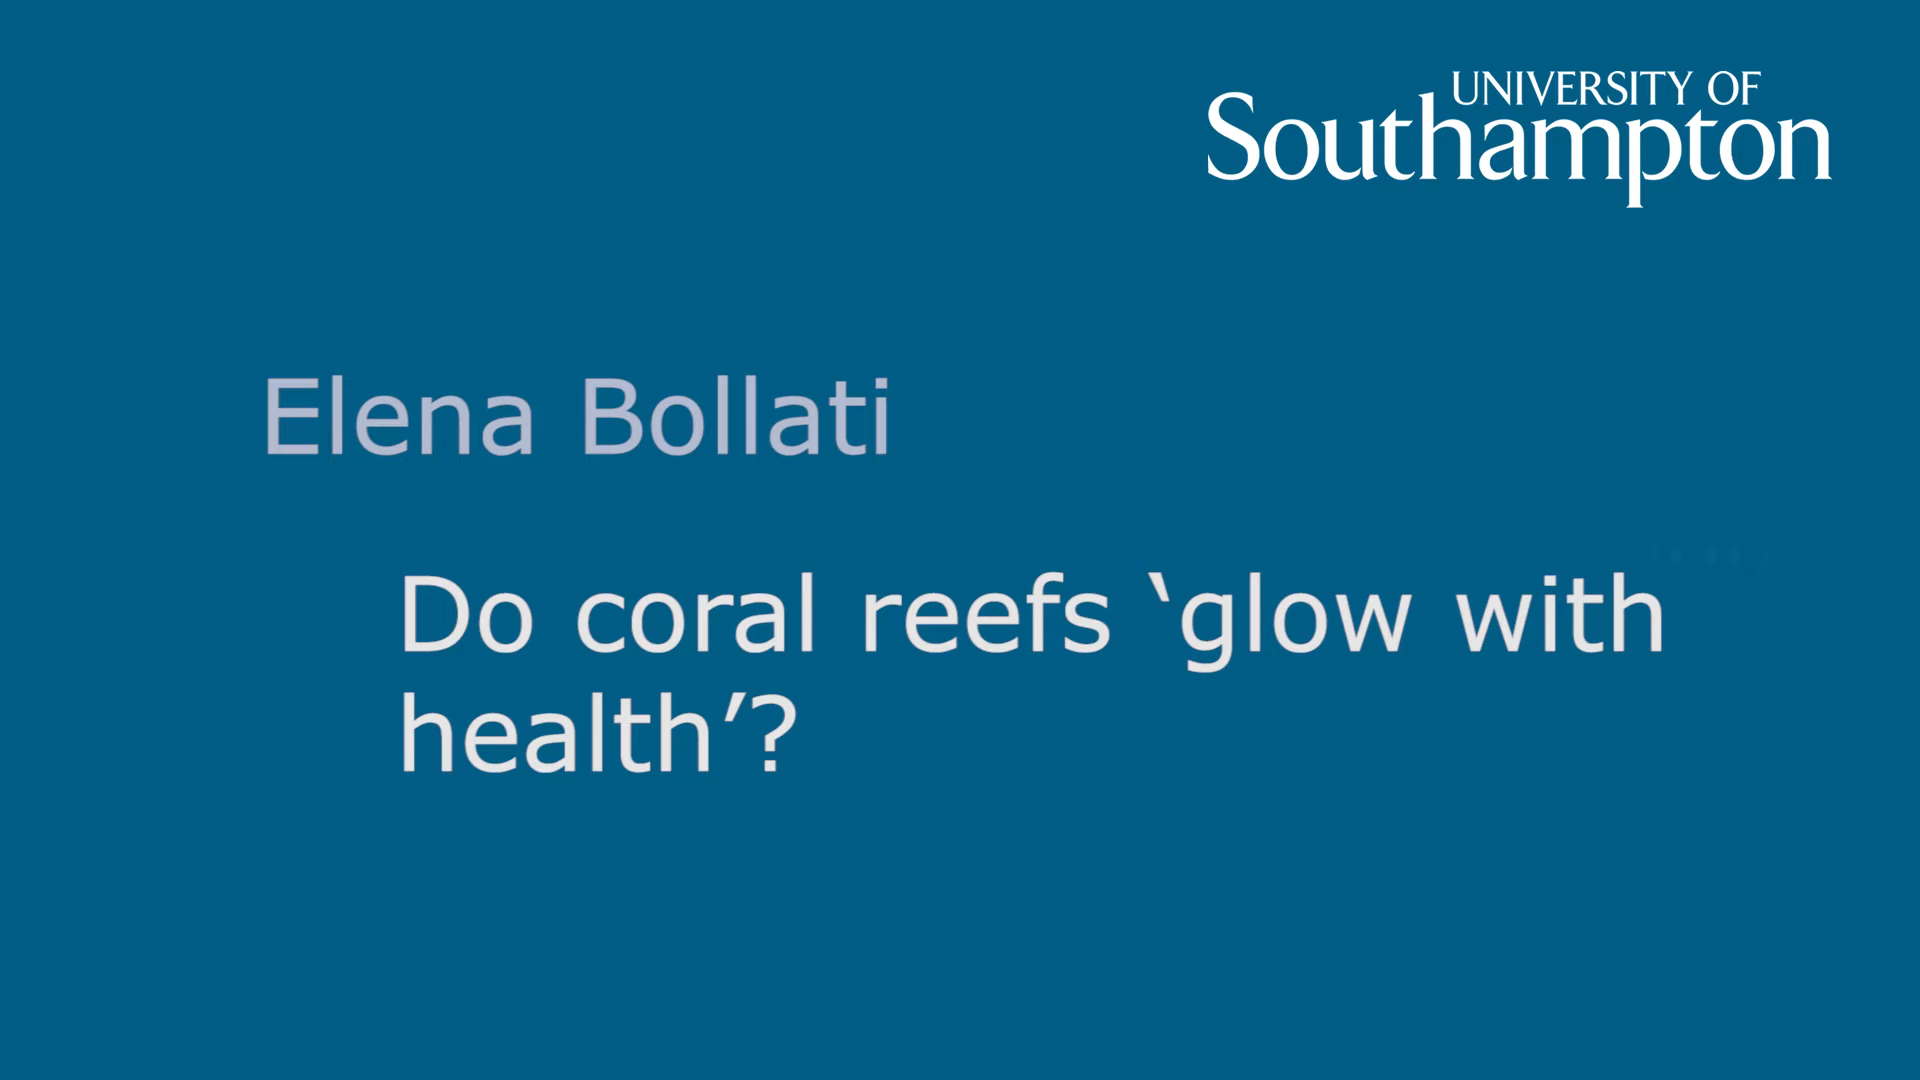 UNIVERSITY OF
Southampton
Elena Bollati
Do coral reefs ‘glow with
health’?